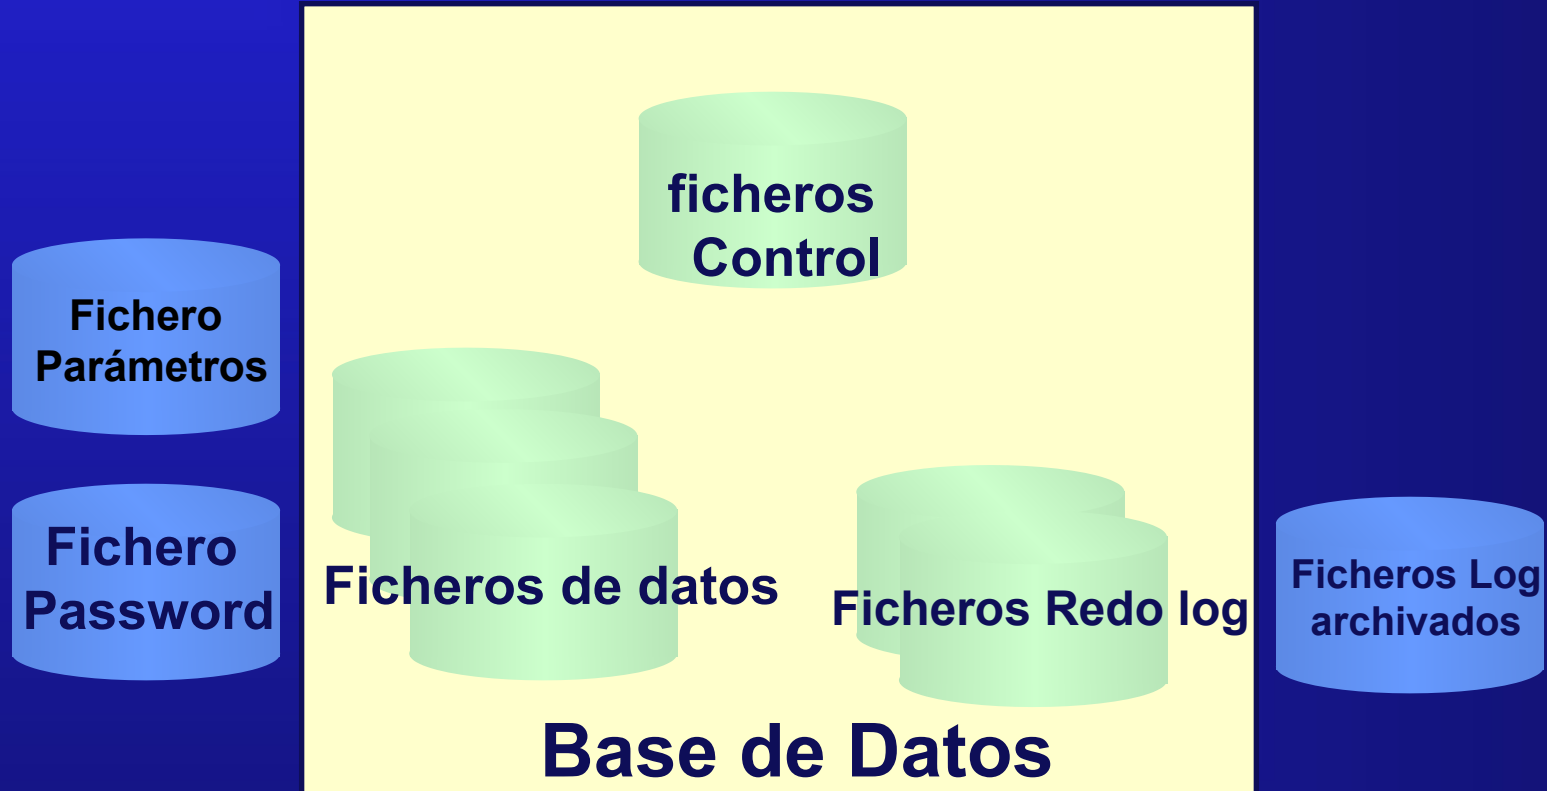 ficheros
Control
Fichero
Parámetros
Fichero
Password
Ficheros de datos
Ficheros Redo log
Ficheros Log
archivados
Base de Datos